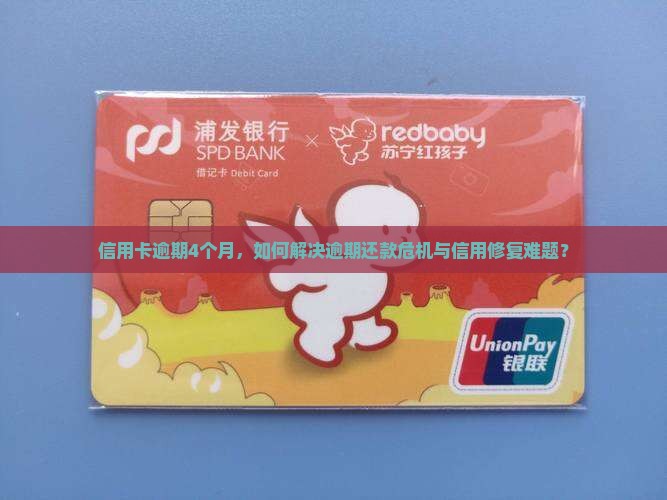 浦发银行
SPD BANK
借记卡 Debit Card
×
redbaby
苏宁红孩子
信用卡逾期4个月，如何解决逾期还款危机与信用修复难题？
UnionPay
银联